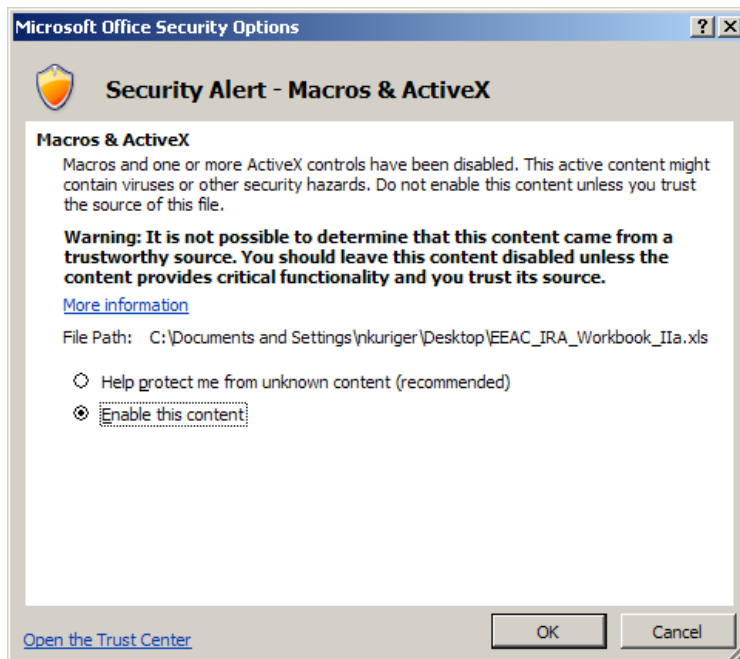 Microsoft Office Security Options
Security Alert - Macros & ActiveX
Macros & ActiveX
Macros and one or more ActiveX controls have been disabled. This active content might
contain viruses or other security hazards. Do not enable this content unless you trust
the source of this file.
Warning: It is not possible to determine that this content came from a
trustworthy source. You should leave this content disabled unless the
content provides critical functionality and you trust its source.
More information
File Path: C:\Documents and Settings\nkuriger\Desktop\EEAC_IRA_Workbook_IIa.xls
Help protect me from unknown content (recommended)
Enable this content
Open the Trust Center
OK
Cancel